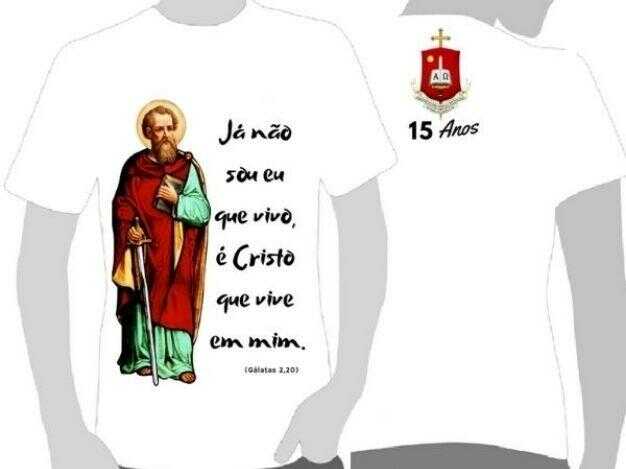 Já não
sou eu
que vivo,
é Cristo
que vive
em mim.
(Gálatas 2,20)
Α Ω
15 Anos